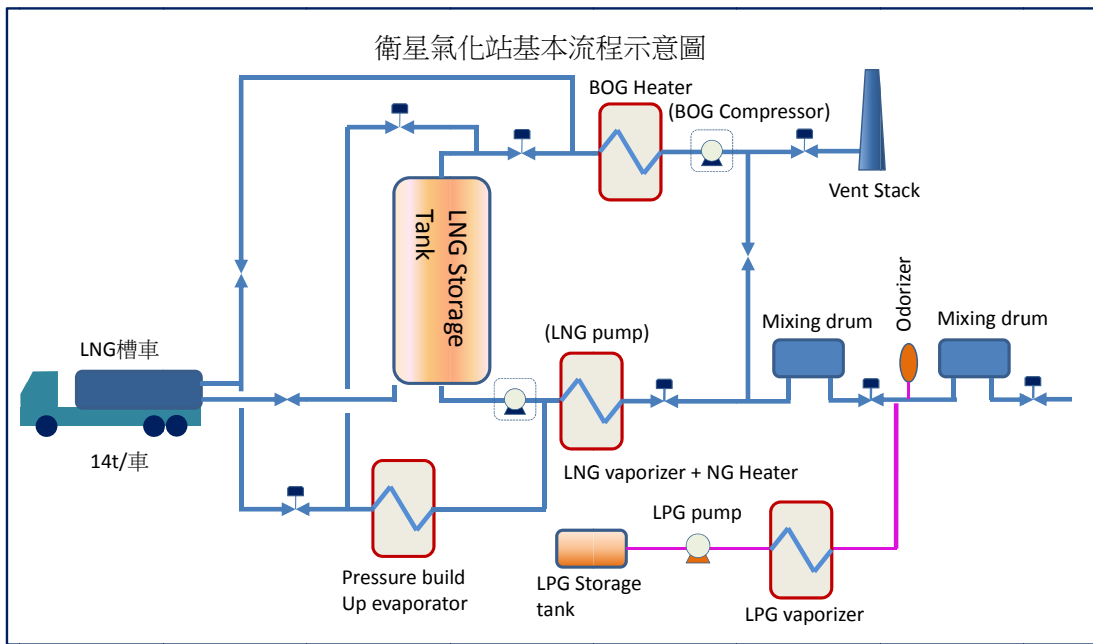 衛星氣化站基本流程示意圖
BOG Heater
(BOG Compressor)
Vent Stack
LNG Storage
Tank
(LNG pump)
Mixing drum
Odorizer
Mixing drum
LNG槽車
14t/車
LNG vaporizer + NG Heater
LPG pump
Pressure build
Up evaporator
LPG Storage
tank
LPG vaporizer